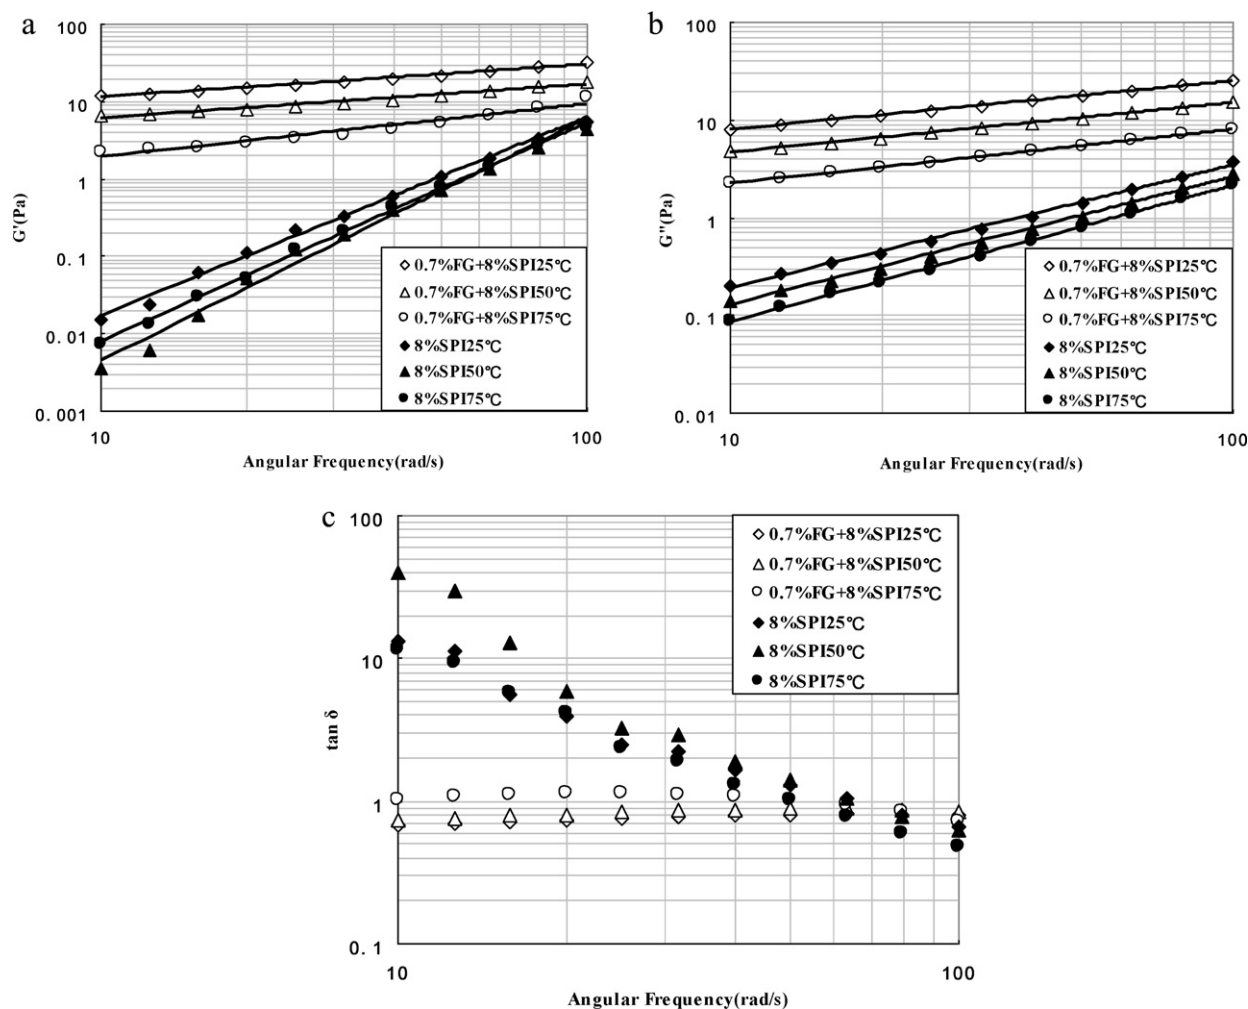 a
100
10
1
0.1
0.01
0.001
G'(Pa)
0.7%FG+8%SPI25℃
0.7%FG+8%SPI50℃
0.7%FG+8%SPI75℃
8%SPI25℃
8%SPI50℃
8%SPI75℃
10
100
Angular Frequency(rad/s)
b
100
10
1
0.1
0.01
G"(Pa)
0.7%FG+8%SPI25℃
0.7%FG+8%SPI50℃
0.7%FG+8%SPI75℃
8%SPI25℃
8%SPI50℃
8%SPI75℃
10
100
Angular Frequency(rad/s)
c
100
10
1
0.1
tan δ
0.7%FG+8%SPI25℃
0.7%FG+8%SPI50℃
0.7%FG+8%SPI75℃
8%SPI25℃
8%SPI50℃
8%SPI75℃
10
100
Angular Frequency(rad/s)